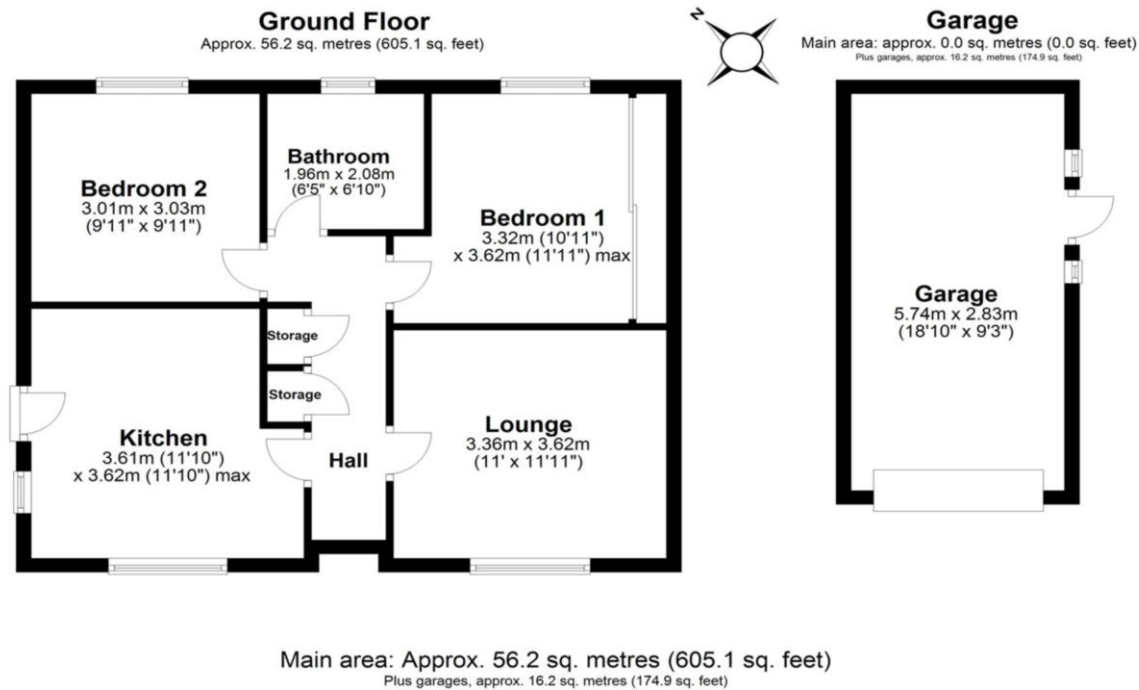 Ground Floor
Approx. 56.2 sq. metres (605.1 sq. feet)
N
Garage
Main area: approx. 0.0 sq. metres (0.0 sq. feet)
Plus garages, approx. 16.2 sq. metres (174.9 sq. feet)
Bedroom 2
3.01m x 3.03m
(9'11" x 9'11")
Bathroom
1.96m x 2.08m
(6'5" x 6'10")
Bedroom 1
3.32m (10'11")
x 3.62m (11'11") max
Garage
5.74m x 2.83m
(18'10" x 9'3")
Storage
Storage
Kitchen
3.61m (11'10")
x 3.62m (11'10") max
Hall
Lounge
3.36m x 3.62m
(11' x 11'11")
Main area: Approx. 56.2 sq. metres (605.1 sq. feet)
Plus garages, approx. 16.2 sq. metres (174.9 sq. feet)